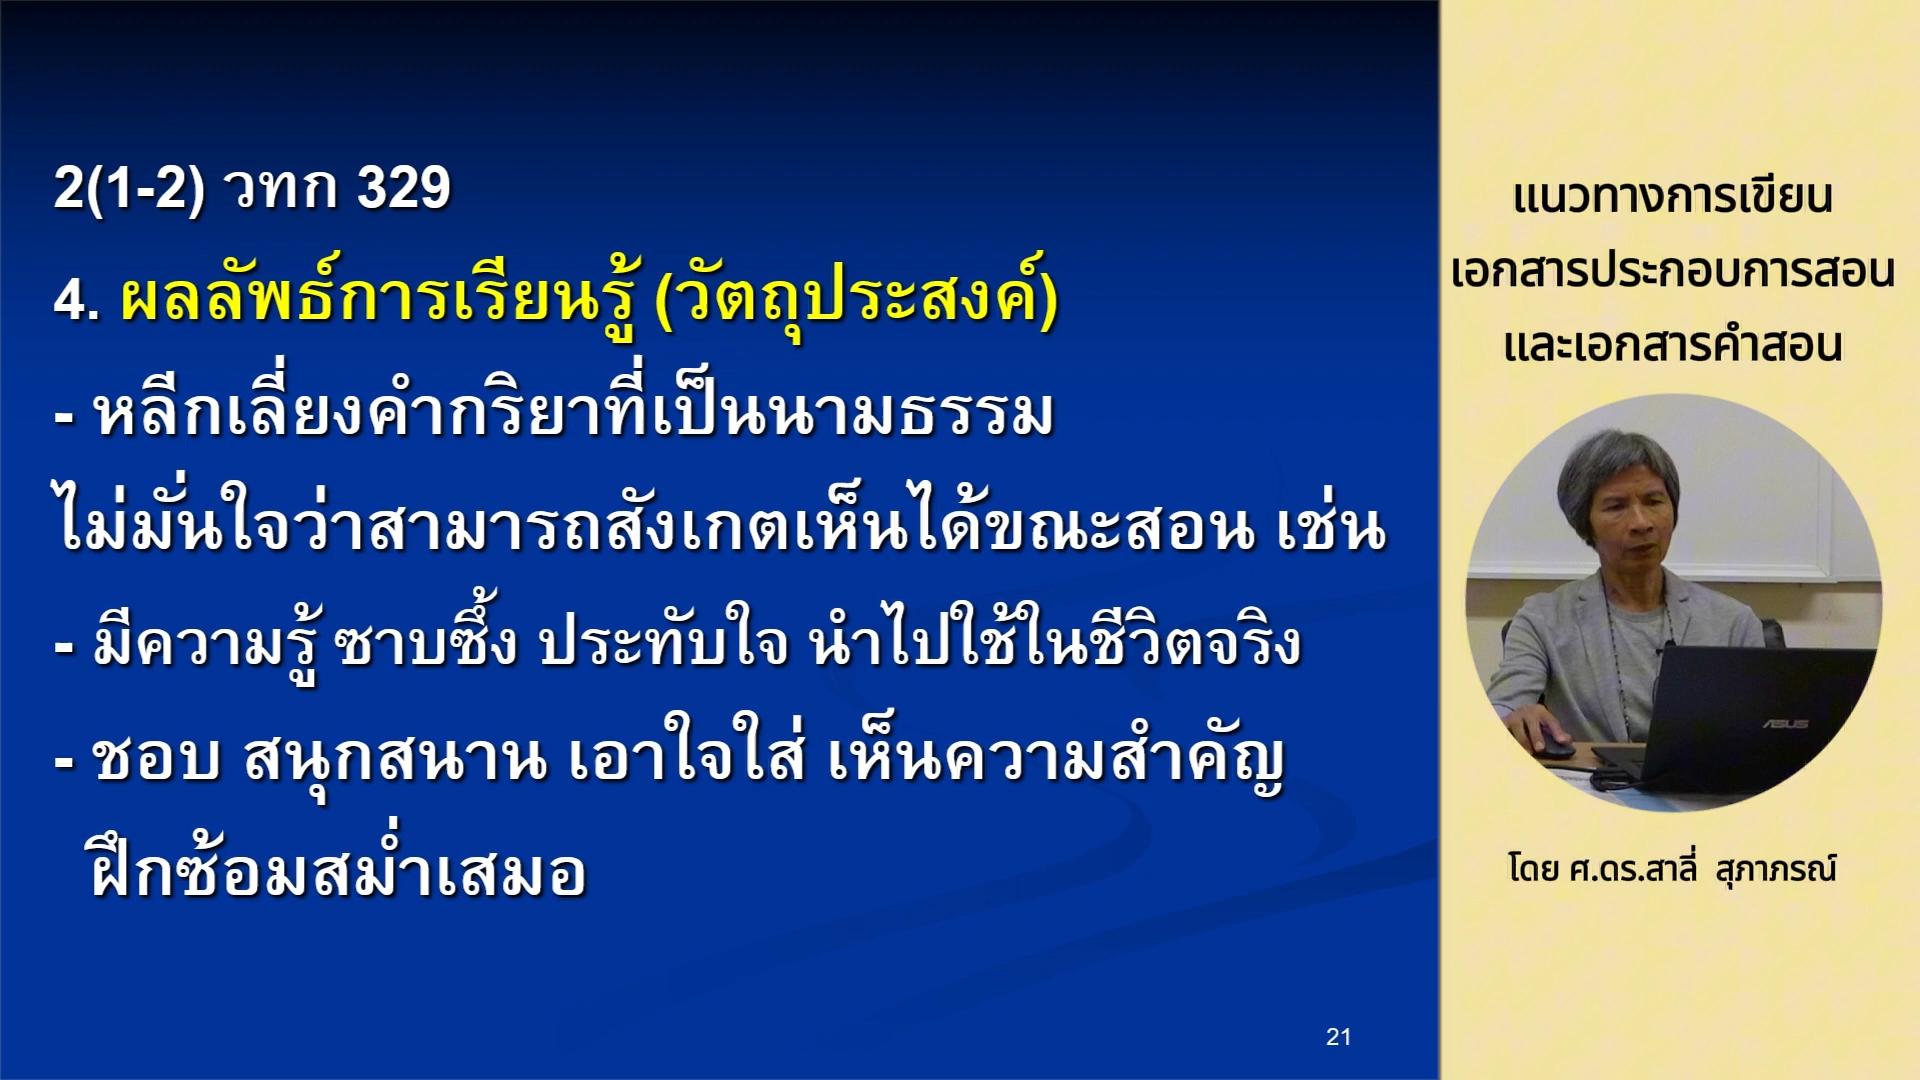 2(1-2) วทก 329
4. ผลลัพธ์การเรียนรู้ (วัตถุประสงค์)
- หลีกเลี่ยงคำกริยาที่เป็นนามธรรม
ไม่มั่นใจว่าสามารถสังเกตเห็นได้ขณะสอน เช่น
- มีความรู้ ซาบซึ้ง ประทับใจ นำไปใช้ในชีวิตจริง
- ชอบ สนุกสนาน เอาใจใส่ เห็นความสำคัญ
ฝึกซ้อมสม่ำเสมอ
21
แนวทางการเขียน
เอกสารประกอบการสอน
และเอกสารคำสอน
ASUS
โดย ศ.ดร.สาลี่ สุภาภรณ์